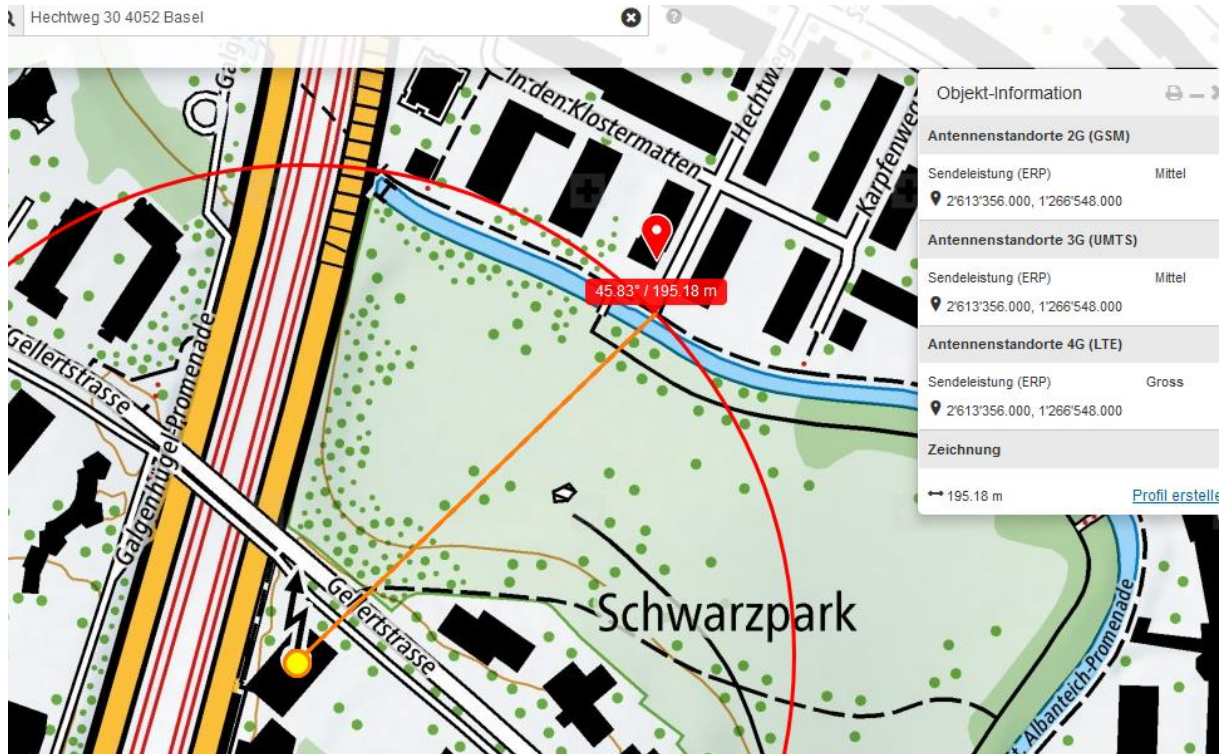 Hechtweg 30 4052 Basel
In den Klostermatten
Hechtweg
Karpfenweg
Objekt-Information
Antennenstandorte 2G (GSM)
Sendeleistung (ERP) Mittel
2'613'356.000, 1'266'548.000
Antennenstandorte 3G (UMTS)
Sendeleistung (ERP) Mittel
2'613'356.000, 1'266'548.000
Antennenstandorte 4G (LTE)
Sendeleistung (ERP) Gross
2'613'356.000, 1'266'548.000
Zeichnung
195.18 m Profil erstelle
45.83° / 195.18 m
Gellertstrasse
Galgenhügel-Promenade
Gellertstrasse
Schwarzpark
St. Albanteich-Promenade